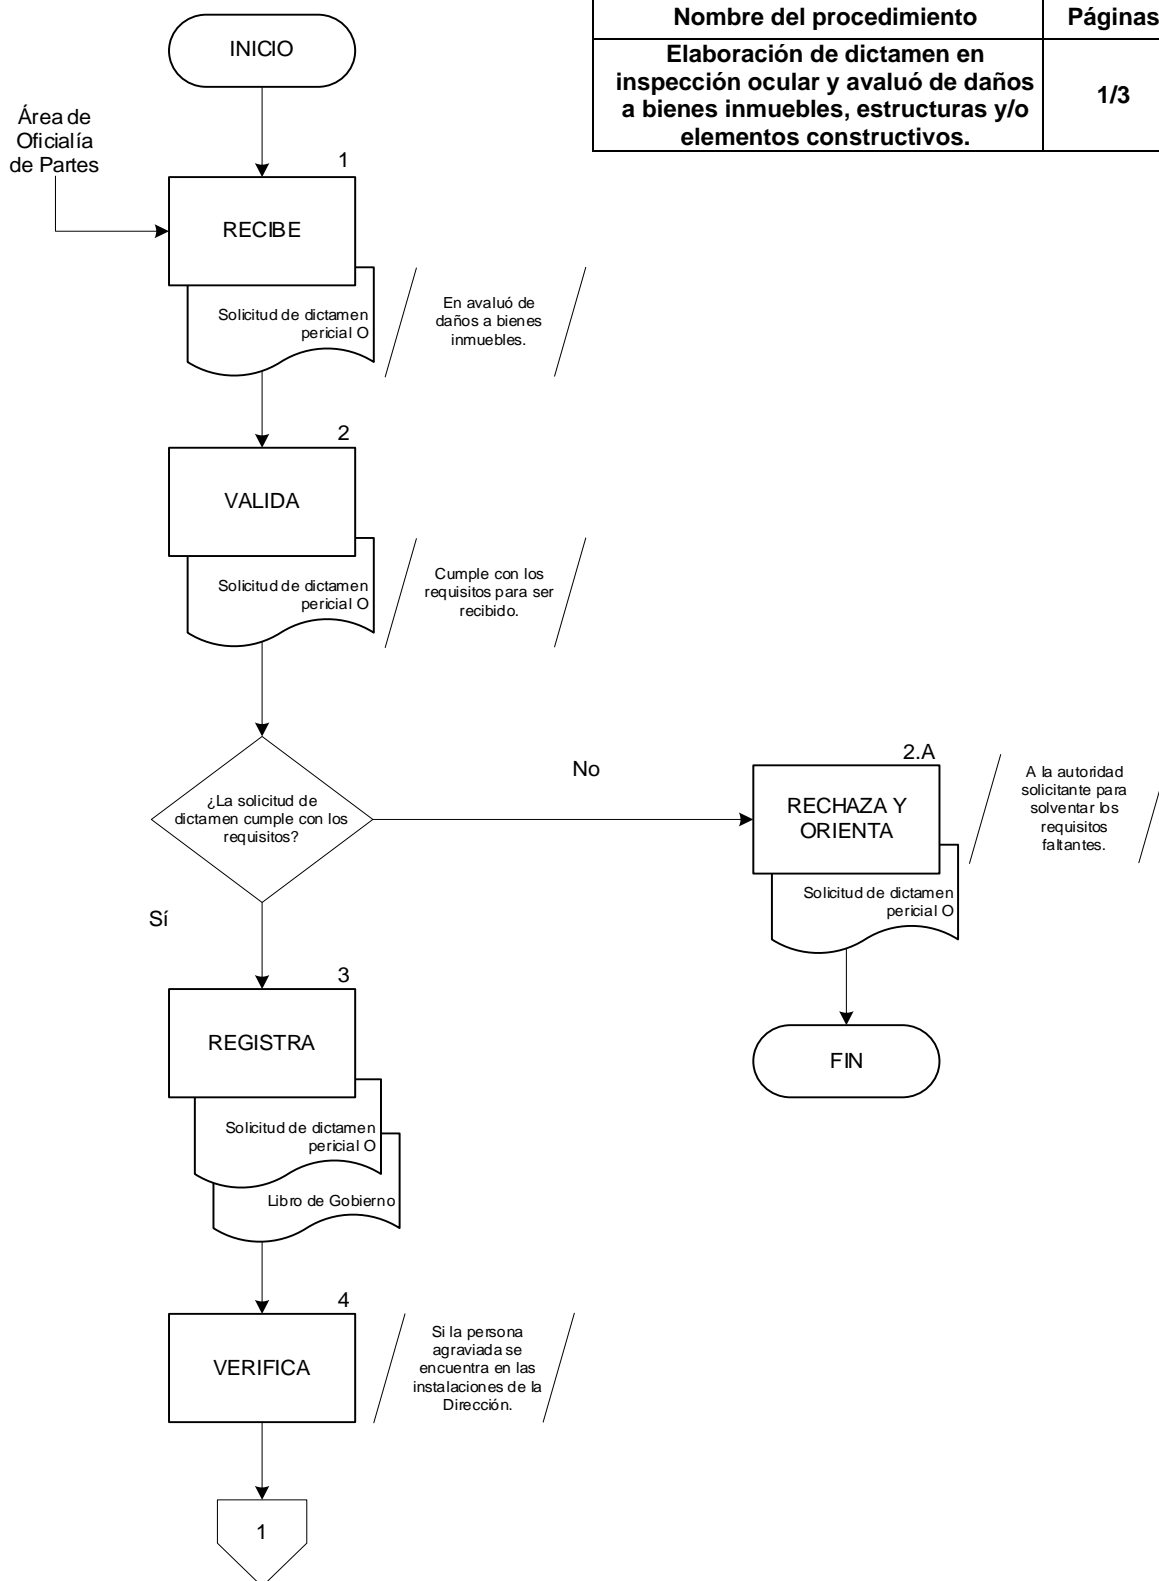 INICIO
Nombre del procedimiento Páginas
Elaboración de dictamen en
inspección ocular y avaluó de daños
a bienes inmuebles, estructuras y/o
elementos constructivos.
1/3
Área de
Oficialía
de Partes
1
RECIBE
Solicitud de dictamen
pericial O
En avaluó de
daños a bienes
inmuebles.
2
VALIDA
Solicitud de dictamen
pericial O
Cumple con los
requisitos para ser
recibido.
¿La solicitud de
dictamen cumple con los
requisitos?
No
2.A
RECHAZA Y
ORIENTA
Solicitud de dictamen
pericial O
A la autoridad
solicitante para
solventar los
requisitos
faltantes.
FIN
Sí
3
REGISTRA
Solicitud de dictamen
pericial O
Libro de Gobierno
4
VERIFICA
Si la persona
agraviada se
encuentra en las
instalaciones de la
Dirección.
1